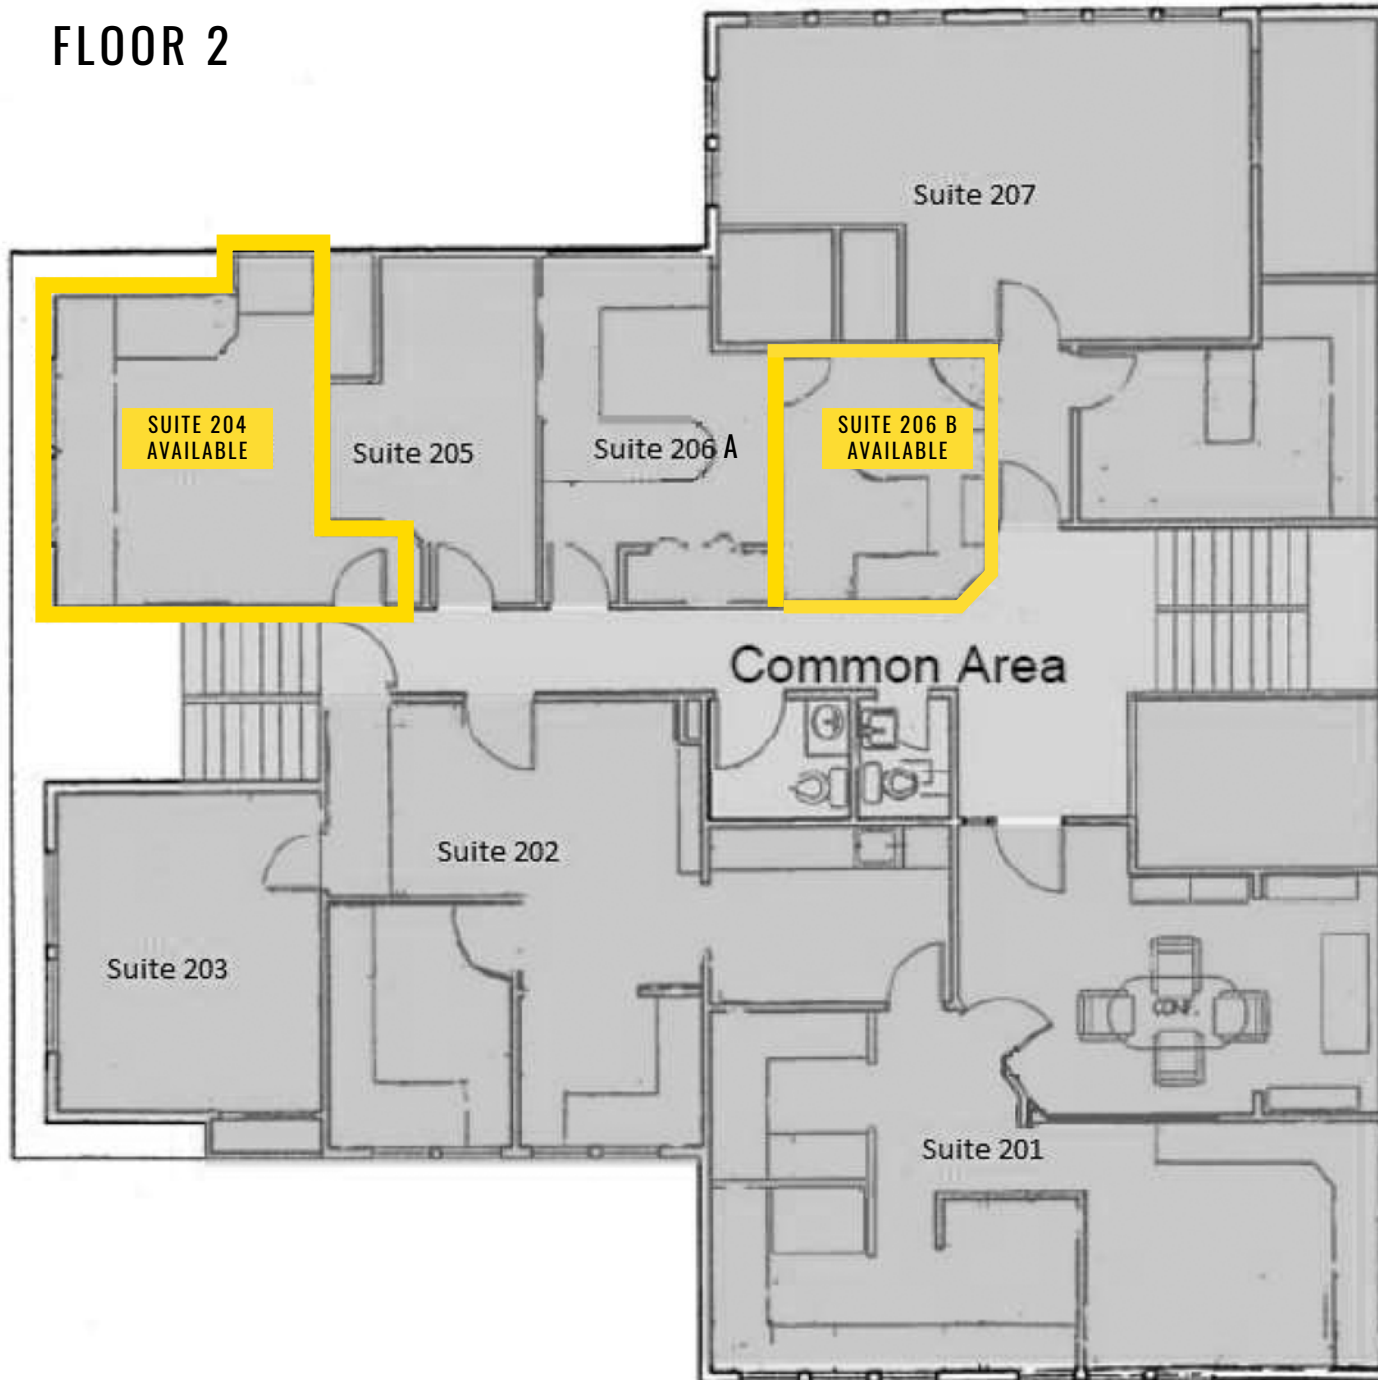 FLOOR 2
Suite 207
SUITE 204
AVAILABLE
Suite 205
Suite 206 A
SUITE 206 B
AVAILABLE
Common Area
Suite 202
Suite 203
CONF.
Suite 201